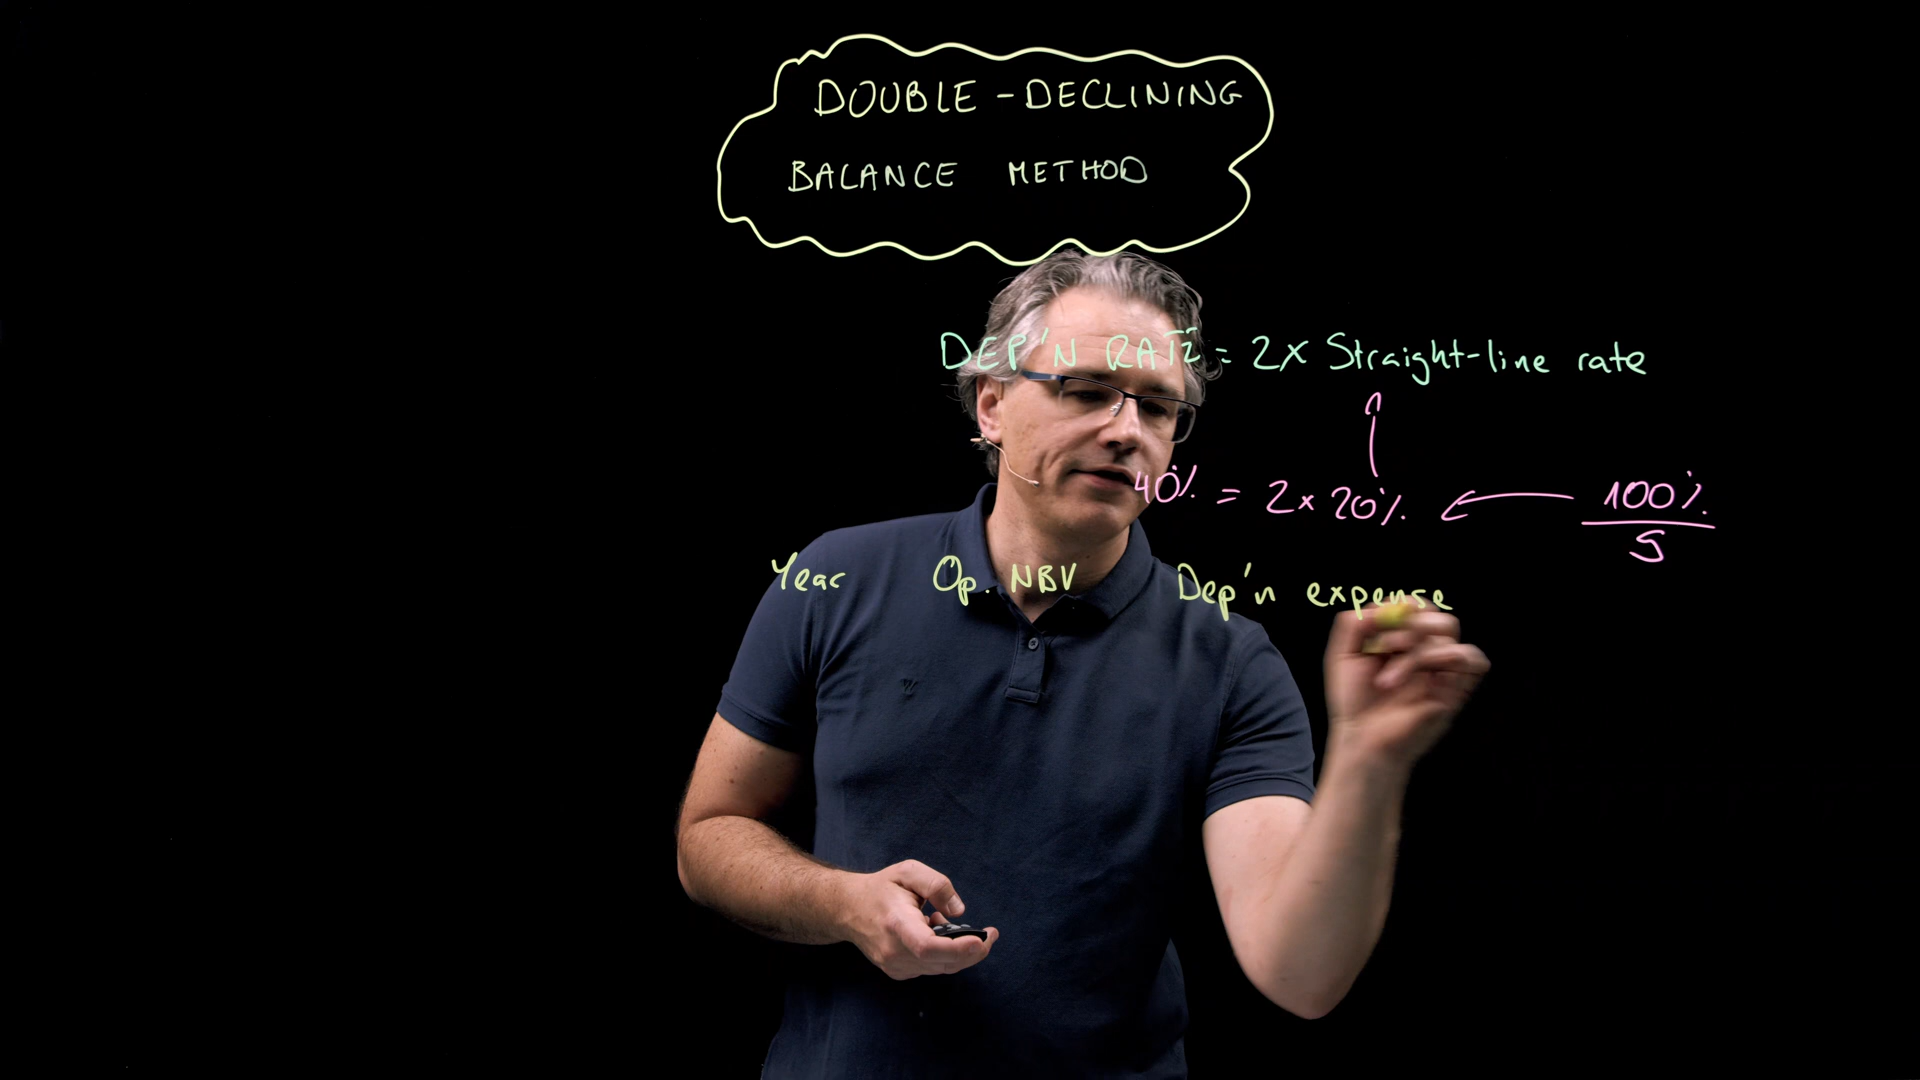 DOUBLE-DECLINING
BALANCE METHOD
DEP'N RATE = 2x Straight-line rate
40% = 2x 20% 100%
5
Year Op. NBV Dep'n expense